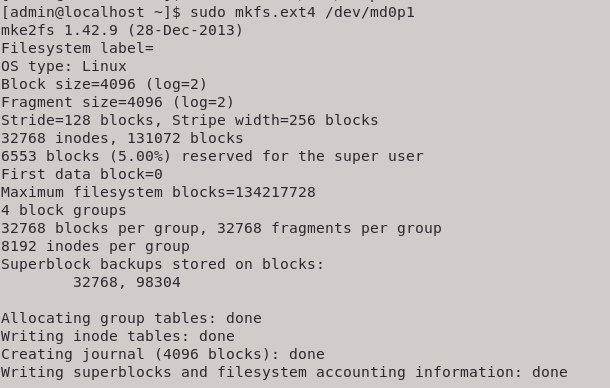 [admin@localhost ~]$ sudo mkfs.ext4 /dev/md0p1
mke2fs 1.42.9 (28-Dec-2013)
Filesystem label=
OS type: Linux
Block size=4096 (log=2)
Fragment size=4096 (log=2)
Stride=128 blocks, Stripe width=256 blocks
32768 inodes, 131072 blocks
6553 blocks (5.00%) reserved for the super user
First data block=0
Maximum filesystem blocks=134217728
4 block groups
32768 blocks per group, 32768 fragments per group
8192 inodes per group
Superblock backups stored on blocks:
        32768, 98304

Allocating group tables: done
Writing inode tables: done
Creating journal (4096 blocks): done
Writing superblocks and filesystem accounting information: done